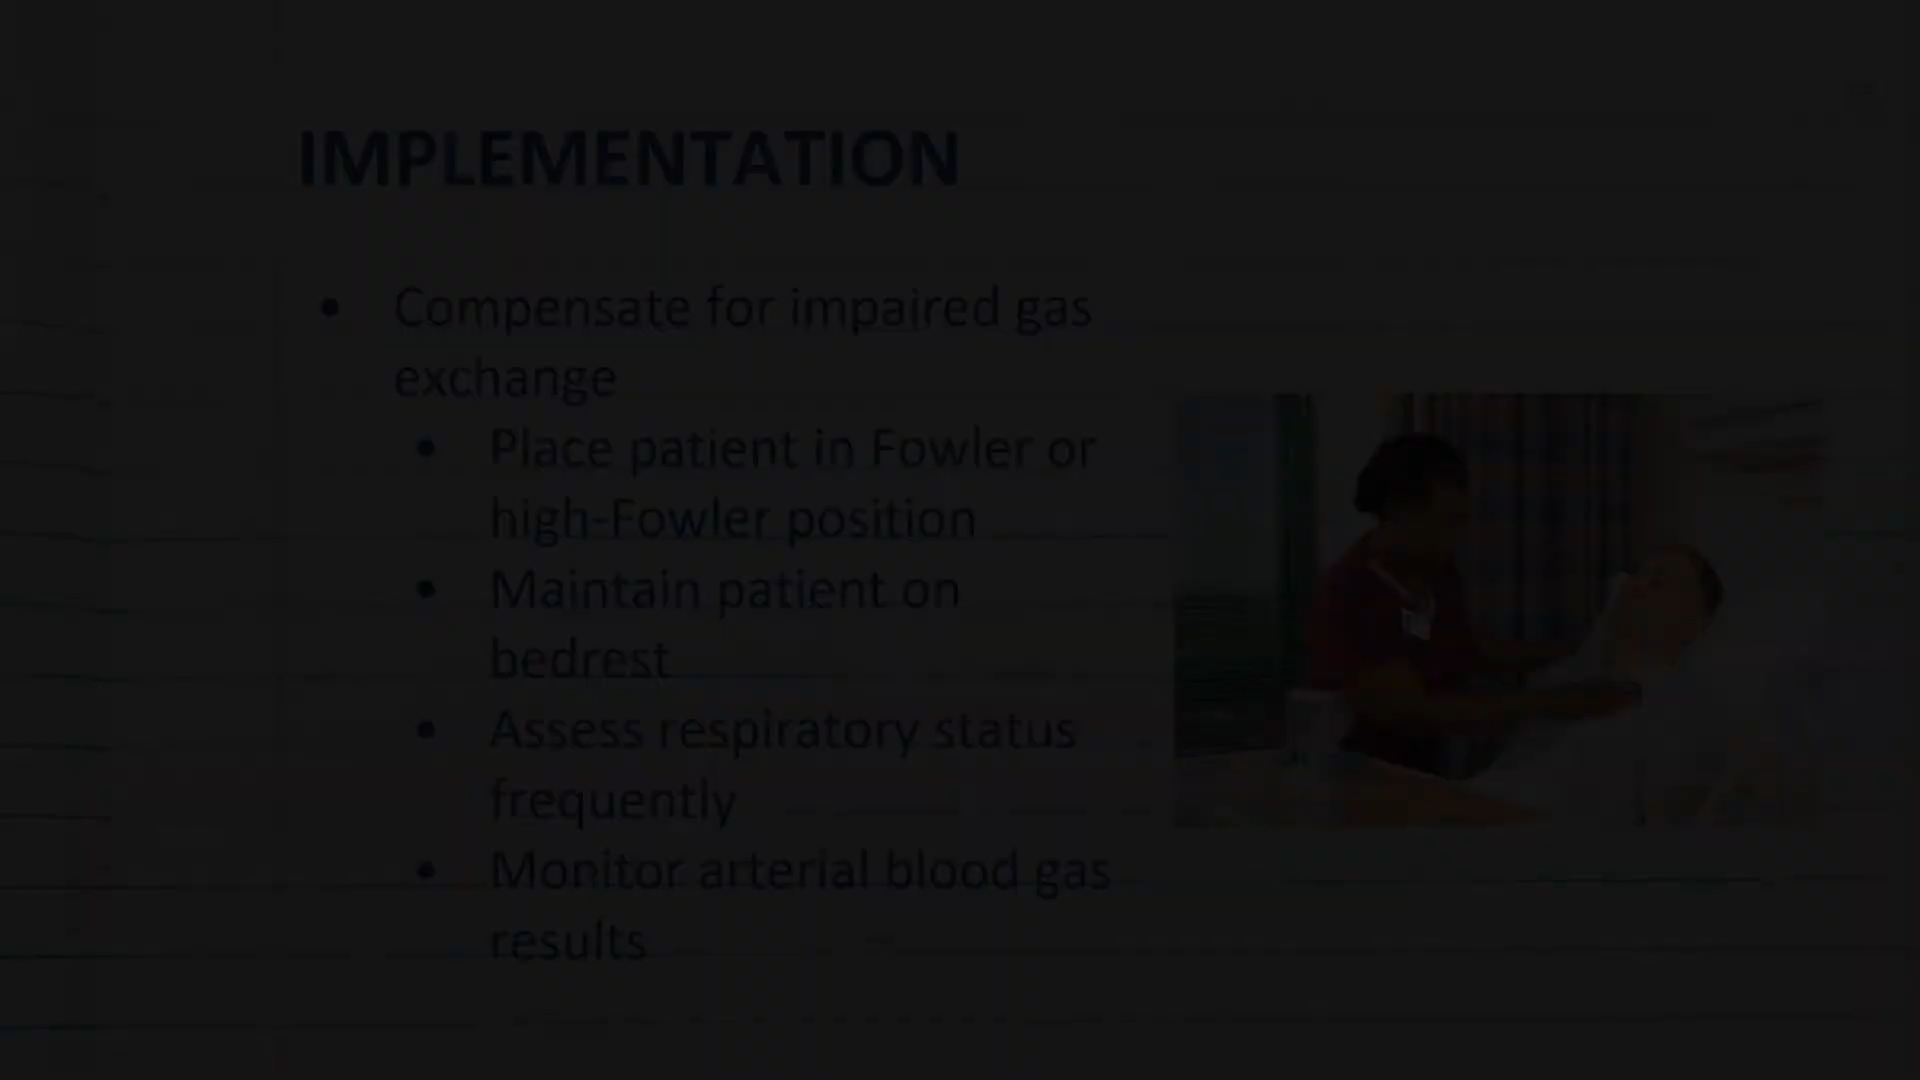 IMPLEMENTATION
• Compensate for impaired gas
exchange
• Place patient in Fowler or
high-Fowler position
• Maintain patient on
bedrest
• Assess respiratory status
frequently
• Monitor arterial blood gas
results